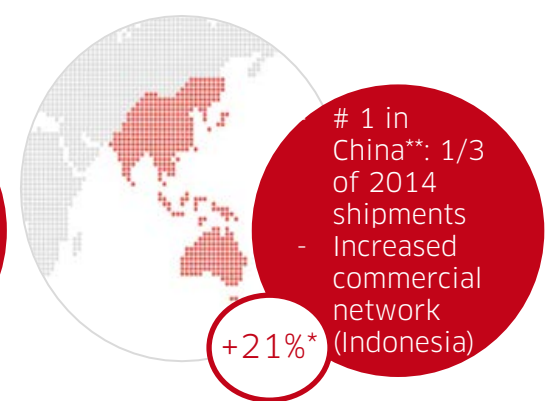 - # 1 in
China**: 1/3
of 2014
shipments
- Increased
commercial
network
(Indonesia)
+21%*